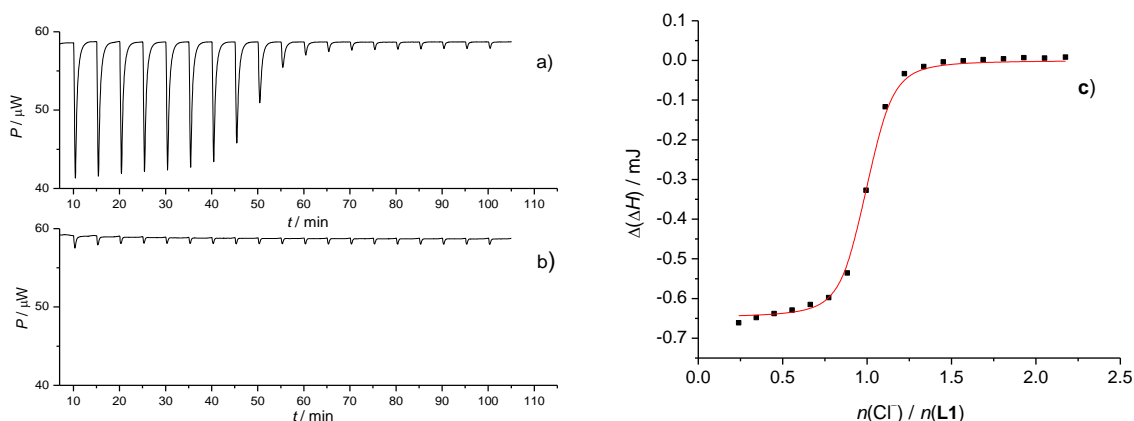 60
50
40
P / μW
a)
10 20 30 40 50 60 70 80 90 100 110
t / min
60
50
40
P / μW
b)
10 20 30 40 50 60 70 80 90 100 110
t / min
0.1
0.0
-0.1
-0.2
-0.3
-0.4
-0.5
-0.6
-0.7
Δ(ΔH) / mJ
c)
0.0 0.5 1.0 1.5 2.0 2.5
n(Cl⁻) / n(L1)